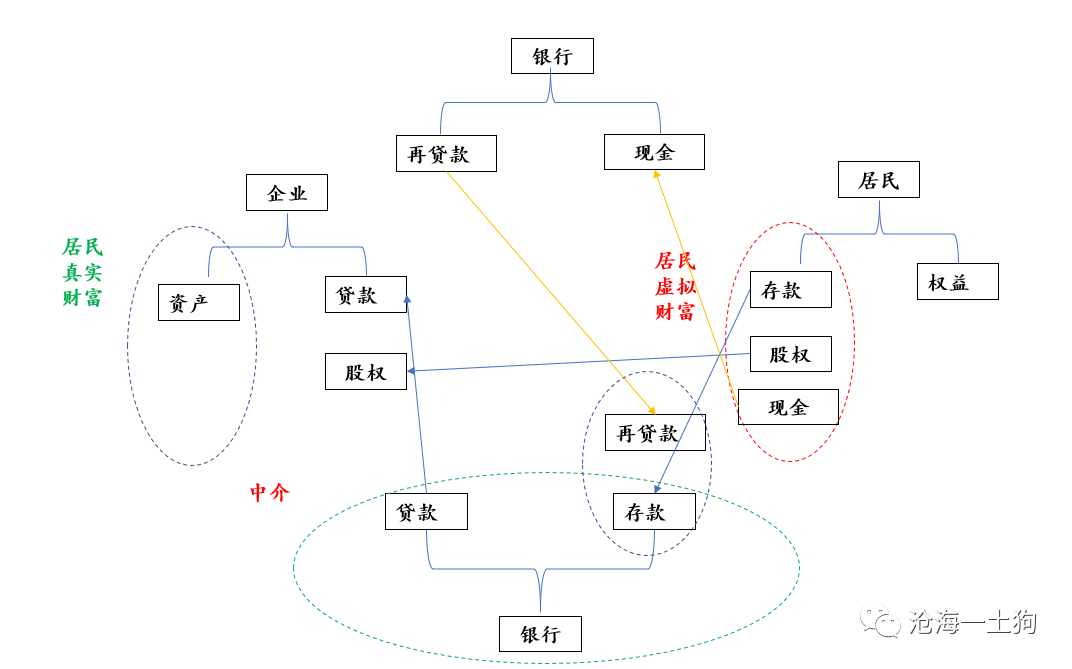 银行
再贷款
现金
企业
居民
居民
真实
财富
资产
贷款
居民
虚拟
财富
存款
权益
股权
股权
现金
再贷款
中介
贷款
存款
银行
沧海一土狗